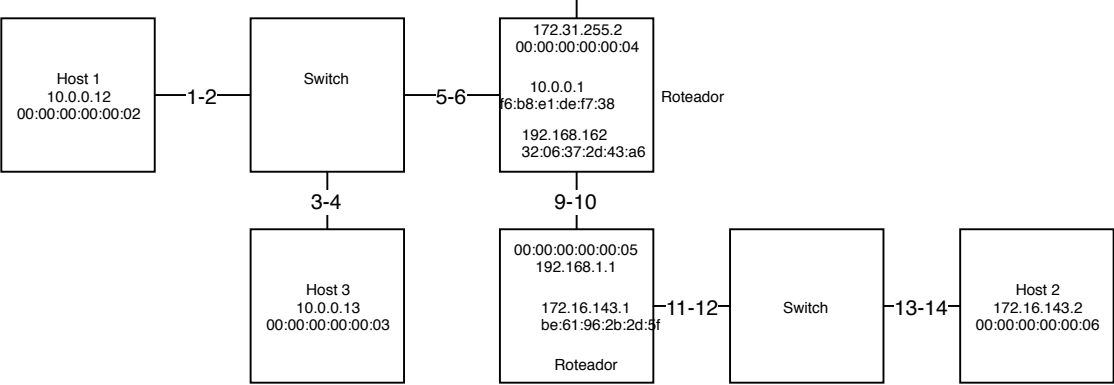 Host 1
10.0.0.12
00:00:00:00:00:02
1-2
Switch
5-6
172.31.255.2
00:00:00:00:00:04
10.0.0.1
f6:b8:e1:de:f7:38
192.168.162
32:06:37:2d:43:a6
Roteador
3-4
9-10
Host 3
10.0.0.13
00:00:00:00:00:03
00:00:00:00:00:05
192.168.1.1
172.16.143.1
be:61:96:2b:2d:5f
Roteador
11-12
Switch
13-14
Host 2
172.16.143.2
00:00:00:00:00:06